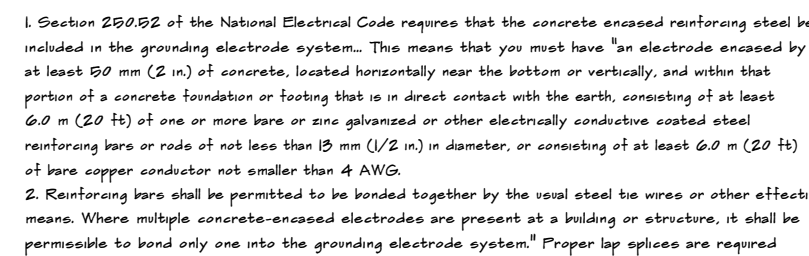 1. Section 250.52 of the National Electrical Code requires that the concrete encased reinforcing steel be
included in the grounding electrode system... This means that you must have "an electrode encased by
at least 50 mm (2 in.) of concrete, located horizontally near the bottom or vertically, and within that
portion of a concrete foundation or footing that is in direct contact with the earth, consisting of at least
6.0 m (20 ft) of one or more bare or zinc galvanized or other electrically conductive coated steel
reinforcing bars or rods of not less than 13 mm (1/2 in.) in diameter, or consisting of at least 6.0 m (20 ft)
of bare copper conductor not smaller than 4 AWG.
2. Reinforcing bars shall be permitted to be bonded together by the usual steel tie wires or other effecti
means. Where multiple concrete-encased electrodes are present at a building or structure, it shall be
permissible to bond only one into the grounding electrode system." Proper lap splices are required